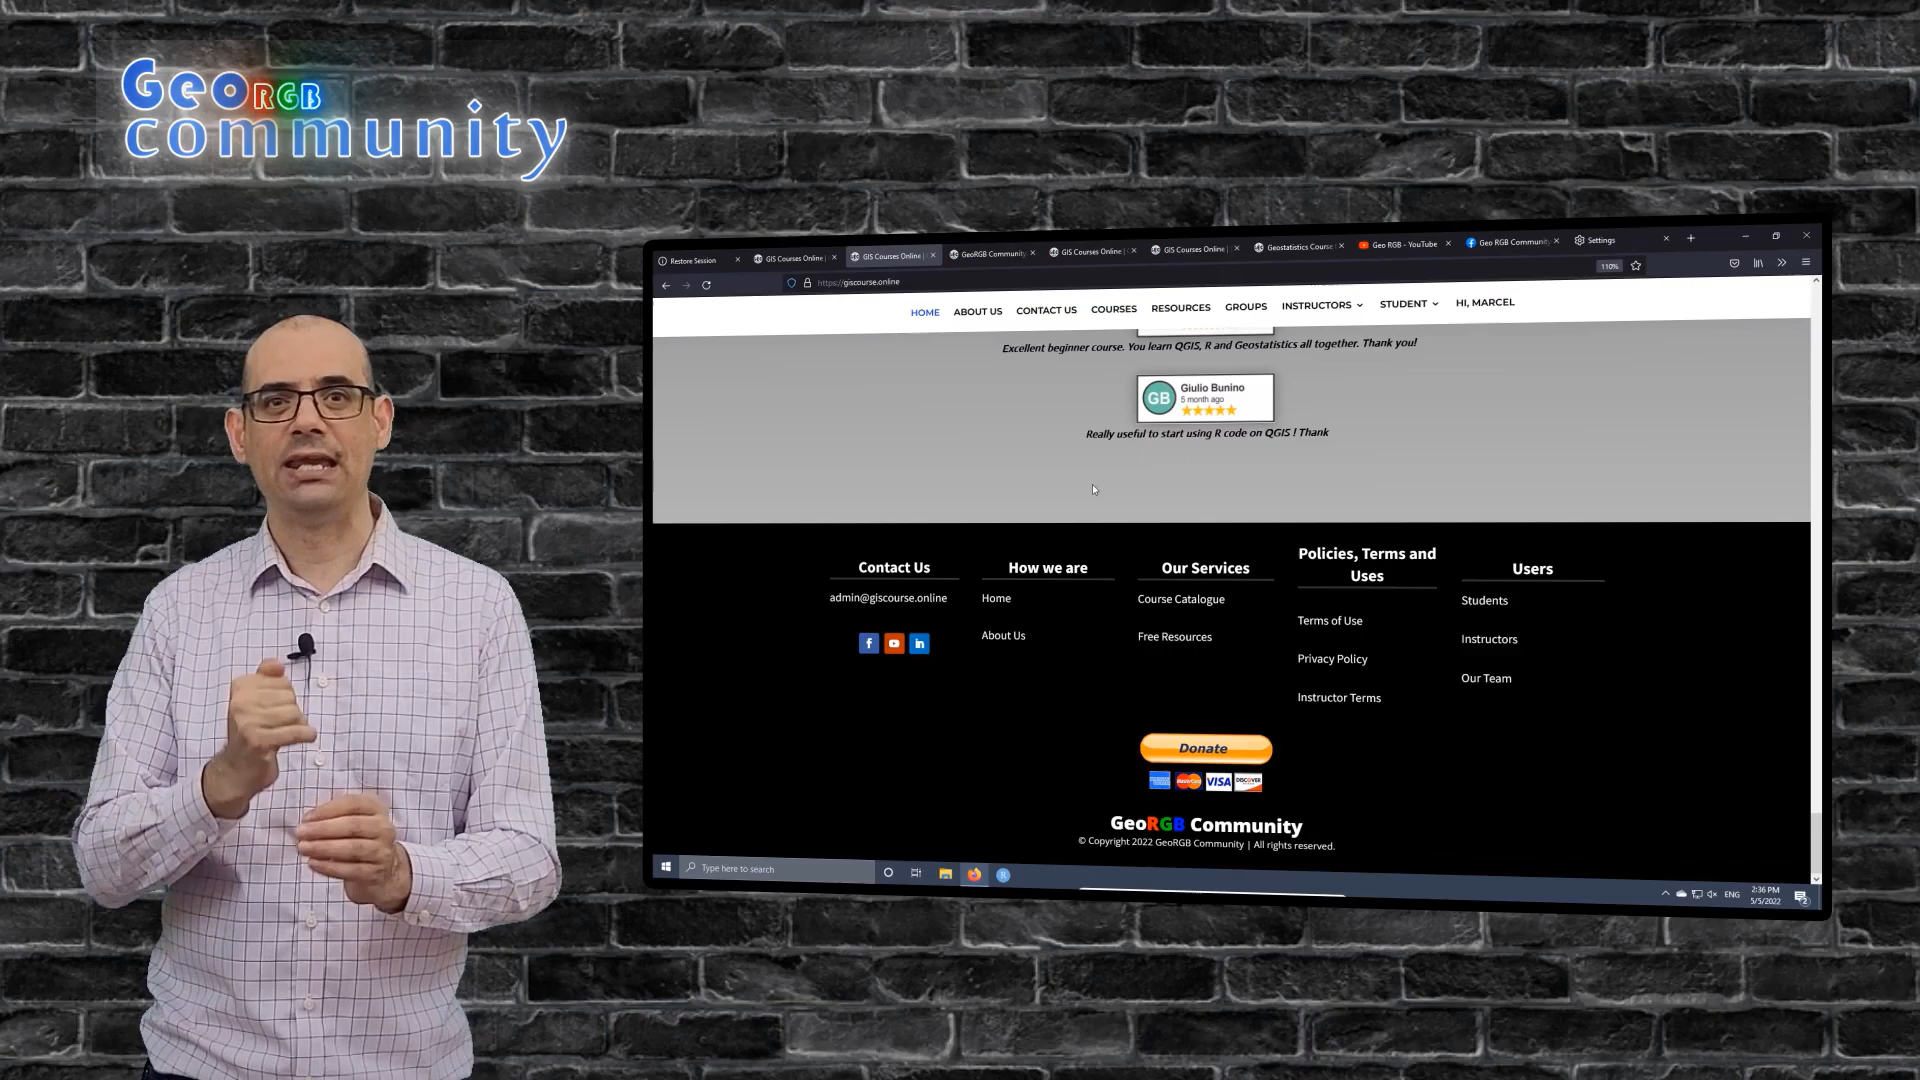 GeoRGB
community
Restore Session
GIS Courses Online |
GIS Courses Online |
GeoRGB Community
GIS Courses Online |
GIS Courses Online |
Geostatistics Course
Geo RGB - YouTube
Geo RGB Community
Settings
https://giscourse.online
110%
HOME ABOUT US CONTACT US COURSES RESOURCES GROUPS INSTRUCTORS STUDENT HI, MARCEL
Excellent beginner course. You learn QGIS, R and Geostatistics all together. Thank you!
GB
Giulio Bunino
5 month ago
Really useful to start using R code on QGIS ! Thank
Contact Us
admin@giscourse.online
How we are
Home
About Us
Our Services
Course Catalogue
Free Resources
Policies, Terms and
Uses
Terms of Use
Privacy Policy
Instructor Terms
Users
Students
Instructors
Our Team
Donate
MasterCard VISA DISCOVER
GeoRGB Community
© Copyright 2022 GeoRGB Community | All rights reserved.
Type here to search
R
ENG
2:36 PM
5/5/2022
2